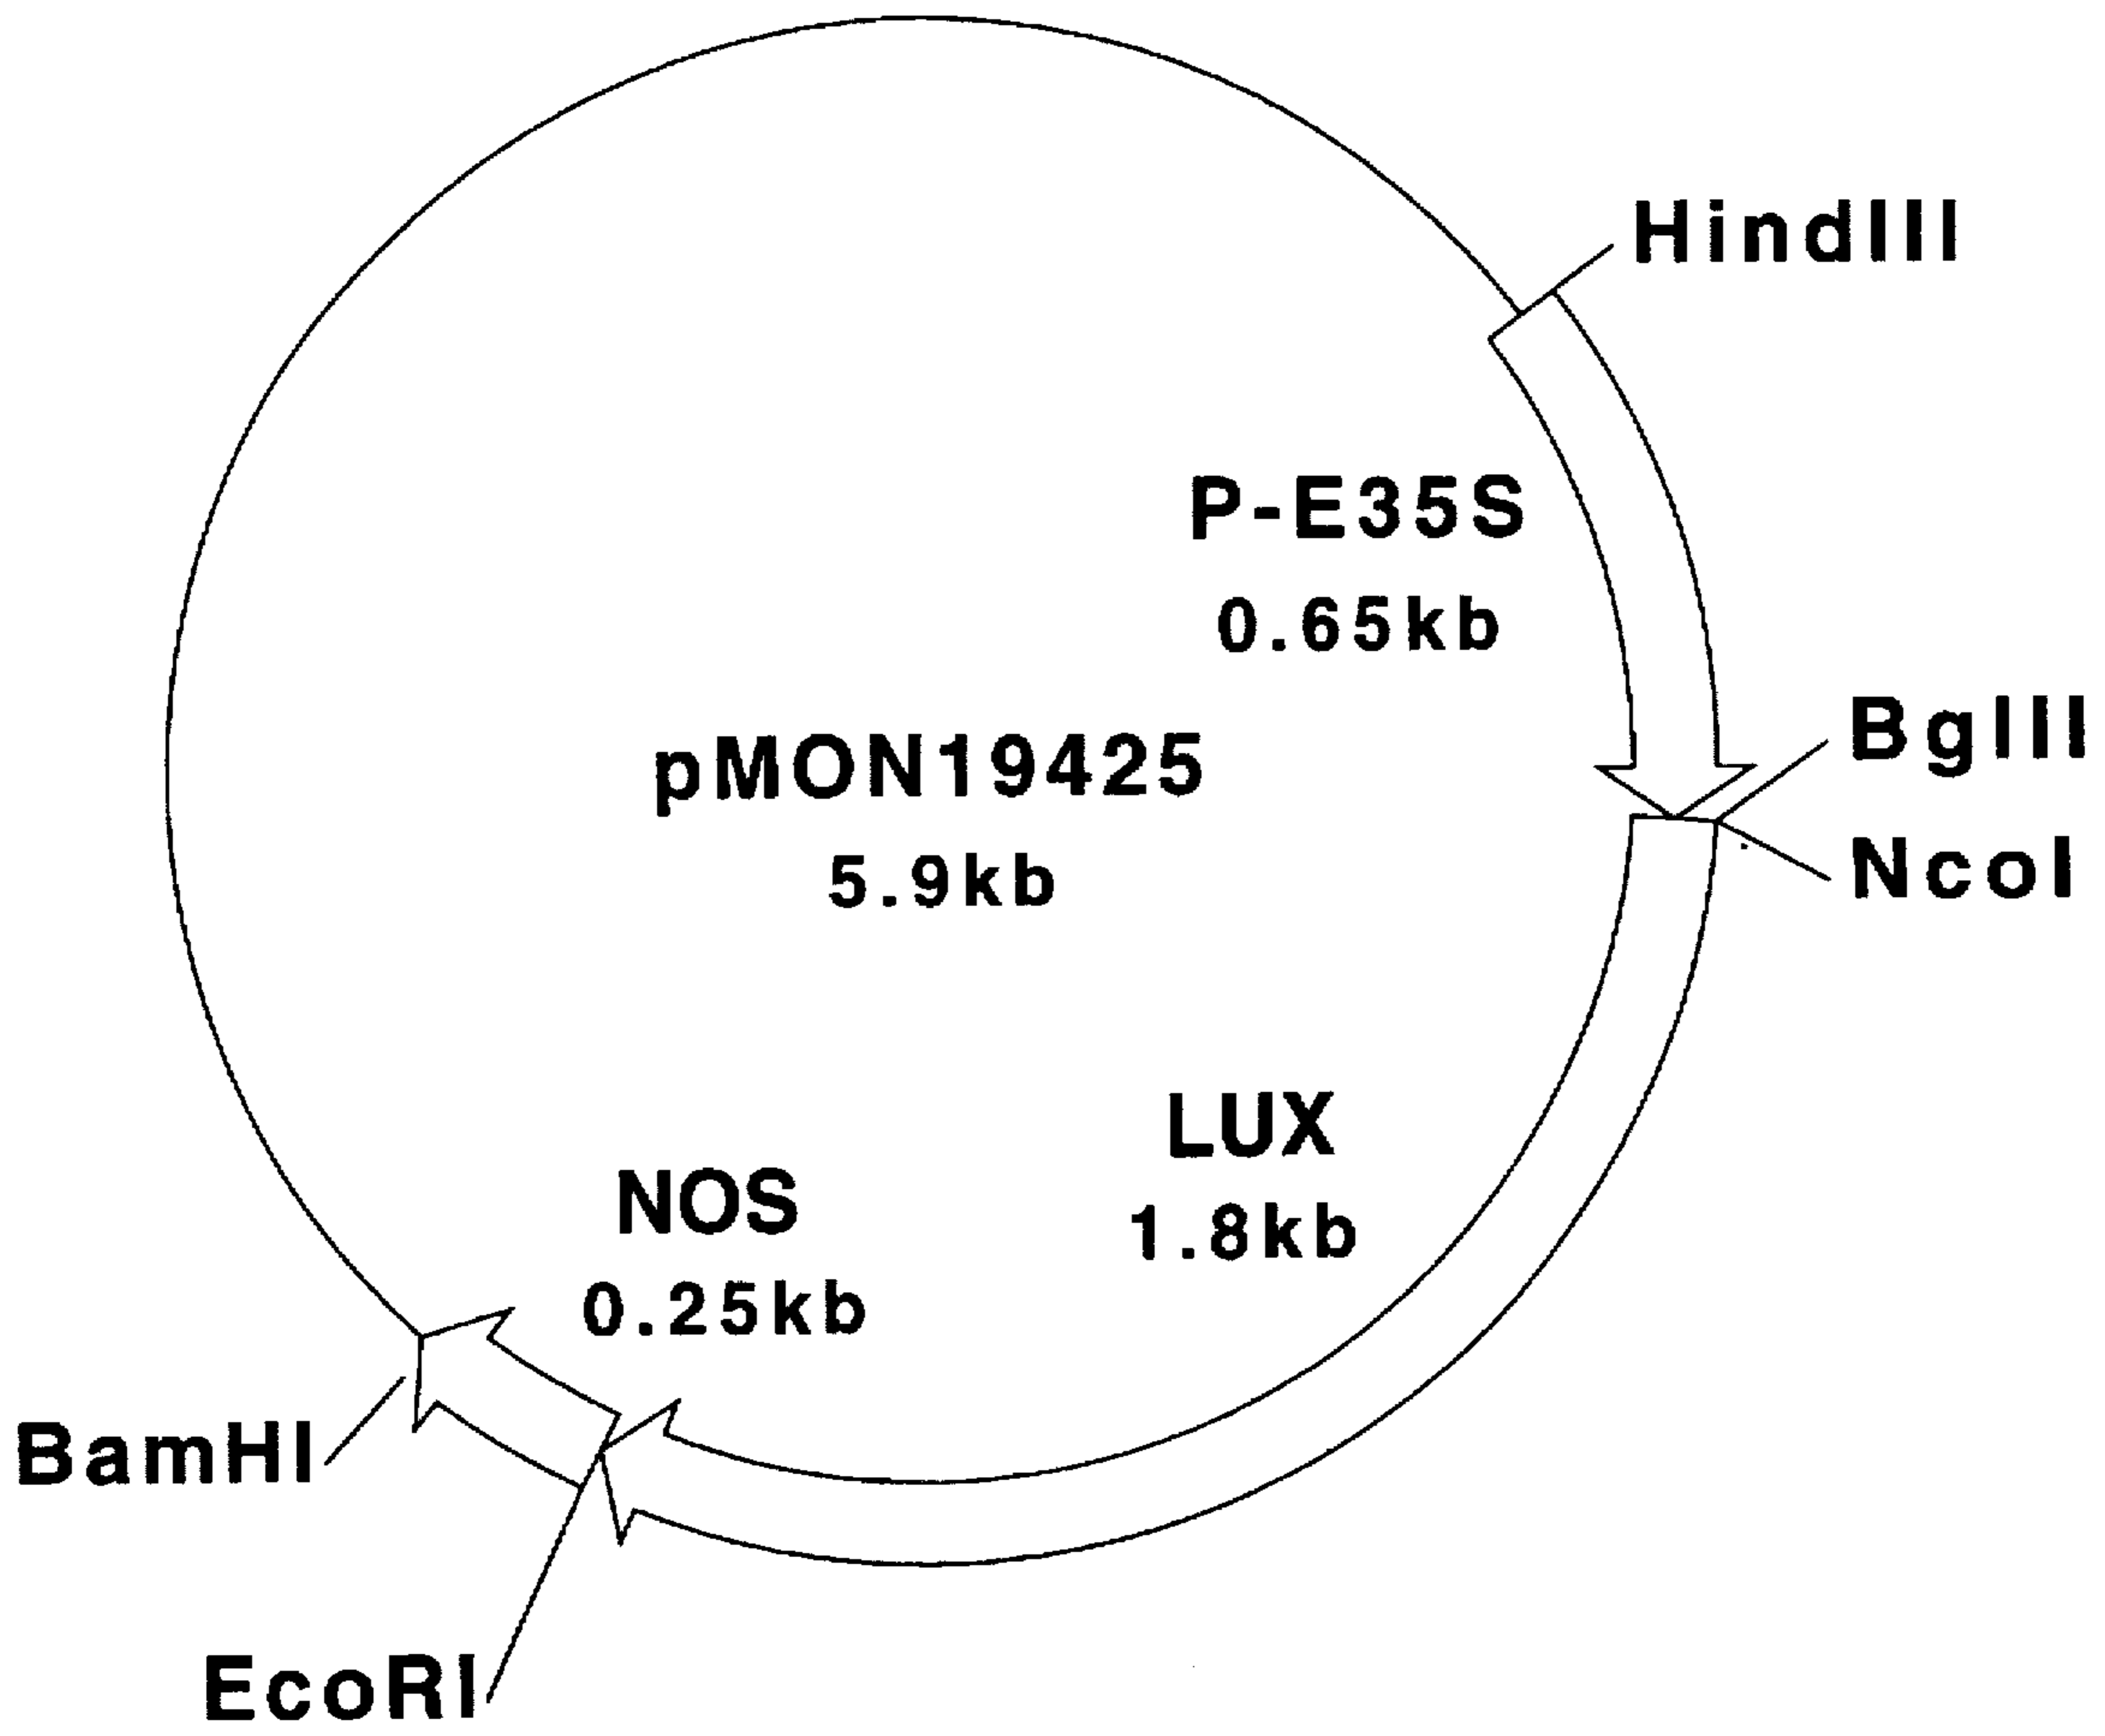 HindIII
P-E35S
0.65kb
BglII
pMON19425
5.9kb
NcoI
LUX
1.8kb
NOS
0.25kb
BamHI
EcoRI